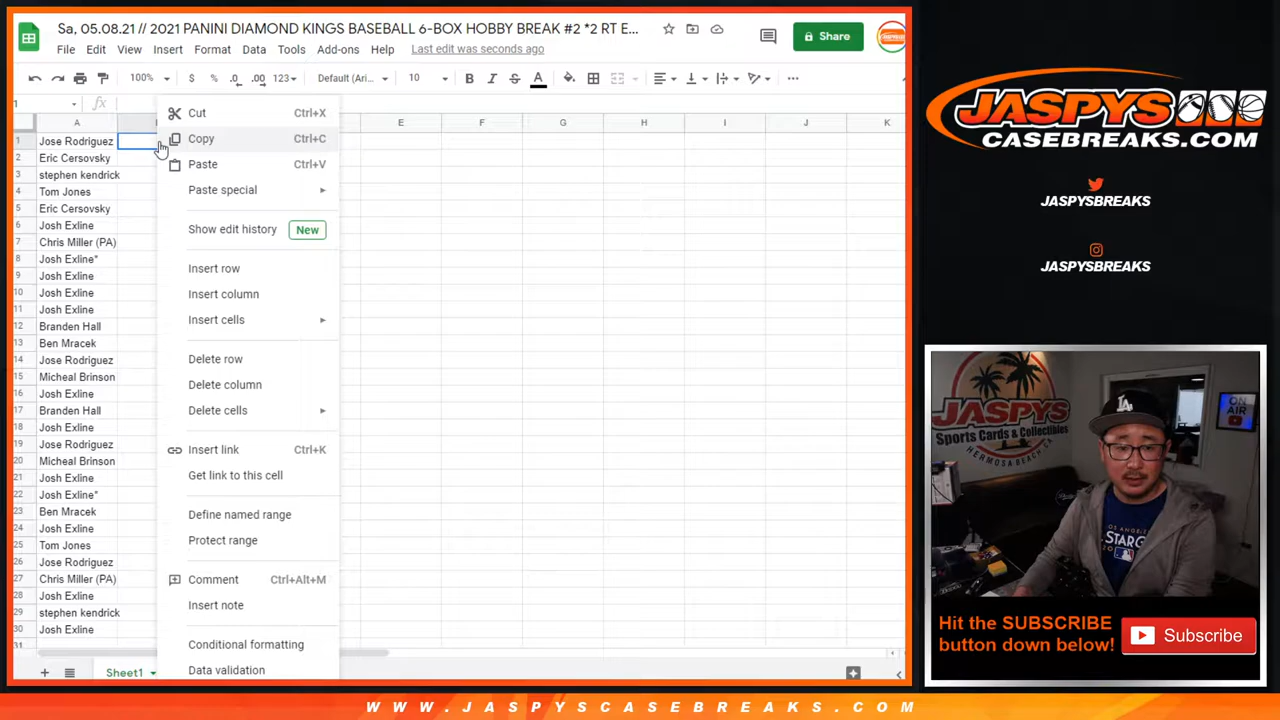 Sa, 05.08.21 // 2021 PANINI DIAMOND KINGS BASEBALL 6-BOX HOBBY BREAK #2 *2 RT E...
File Edit View Insert Format Data Tools Add-ons Help Last edit was seconds ago
Share
100% $ % .0 .00 123 Default (Ari... 10 B I S A
1 fx
A E F G H I J K
1 Jose Rodriguez
2 Eric Cersovsky
3 stephen kendrick
4 Tom Jones
5 Eric Cersovsky
6 Josh Exline
7 Chris Miller (PA)
8 Josh Exline*
9 Josh Exline
10 Josh Exline
11 Josh Exline
12 Branden Hall
13 Ben Mracek
14 Jose Rodriguez
15 Micheal Brinson
16 Josh Exline
17 Branden Hall
18 Josh Exline
19 Jose Rodriguez
20 Micheal Brinson
21 Josh Exline
22 Josh Exline*
23 Ben Mracek
24 Josh Exline
25 Tom Jones
26 Jose Rodriguez
27 Chris Miller (PA)
28 Josh Exline
29 stephen kendrick
30 Josh Exline
31
Cut Ctrl+X
Copy Ctrl+C
Paste Ctrl+V
Paste special
Show edit history New
Insert row
Insert column
Insert cells
Delete row
Delete column
Delete cells
Insert link Ctrl+K
Get link to this cell
Define named range
Protect range
Comment Ctrl+Alt+M
Insert note
Conditional formatting
Data validation
Sheet1
JASPYS
CASEBREAKS.COM
JASPYSBREAKS
JASPYSBREAKS
JASPYS
Sports Cards & Collectibles
HERMOSA BEACH, CA
ON AIR
LA
LOS ANGELES
Hit the SUBSCRIBE
button down below!
Subscribe
WWW.JASPYSCASEBREAKS.COM